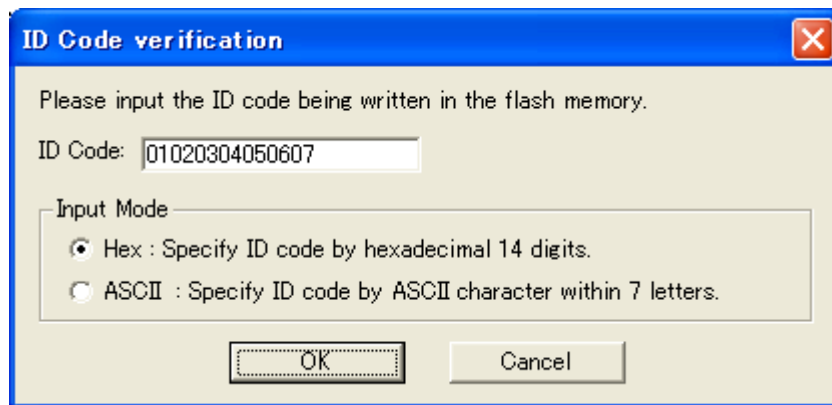 ID Code verification
Please input the ID code being written in the flash memory.
ID Code: 01020304050607
Input Mode
Hex : Specify ID code by hexadecimal 14 digits.
ASCII : Specify ID code by ASCII character within 7 letters.
OK Cancel